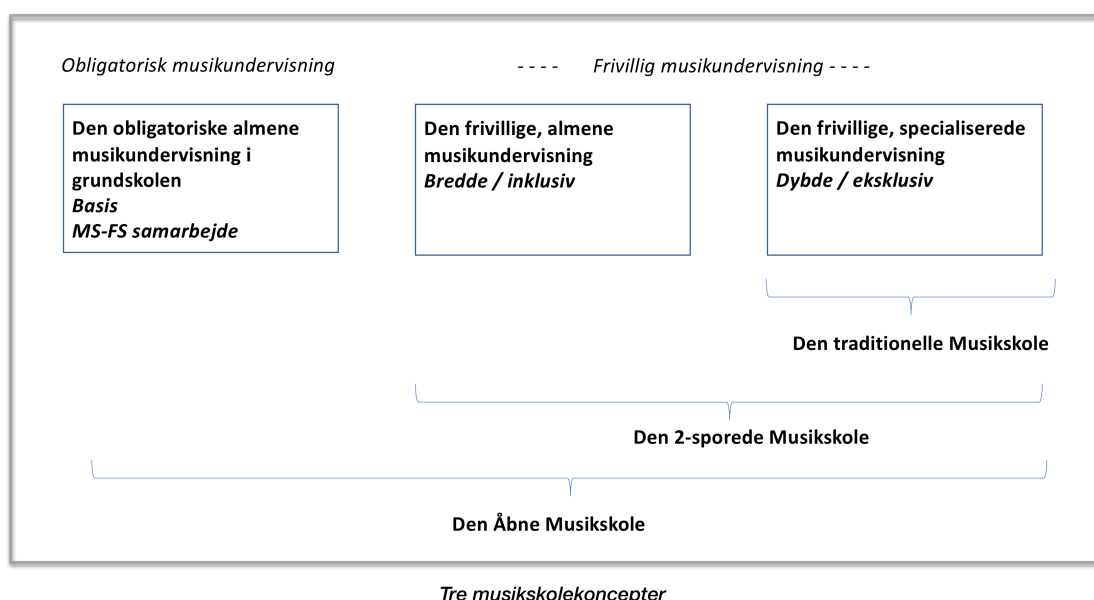 Obligatorisk musikundervisning
- - - - Frivillig musikundervisning - - - -
Den obligatoriske almene
musikundervisning i
grundskolen
Basis
MS-FS samarbejde
Den frivillige, almene
musikundervisning
Bredde / inklusiv
Den frivillige, specialiserede
musikundervisning
Dybde / eksklusiv
Den traditionelle Musikskole
Den 2-sporede Musikskole
Den Åbne Musikskole
Tre musikskolekoncepter